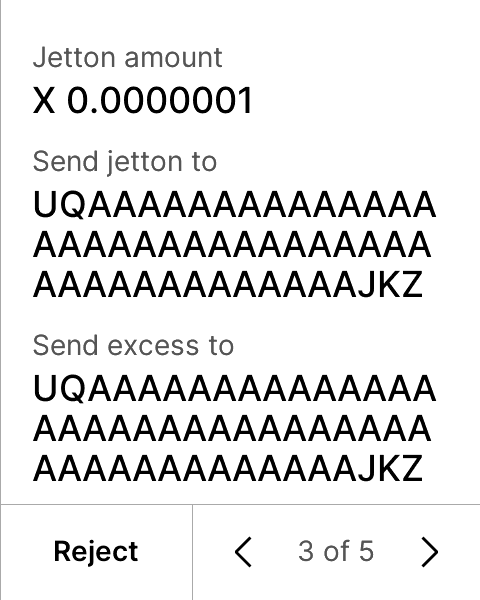 Jetton amount
X 0.0000001
Send jetton to
UQAAAAAAAAAAAAAA
AAAAAAAAAAAAAAAA
AAAAAAAAAAAAAJKZ
Send excess to
UQAAAAAAAAAAAAAA
AAAAAAAAAAAAAAAA
AAAAAAAAAAAAAJKZ
Reject
3 of 5